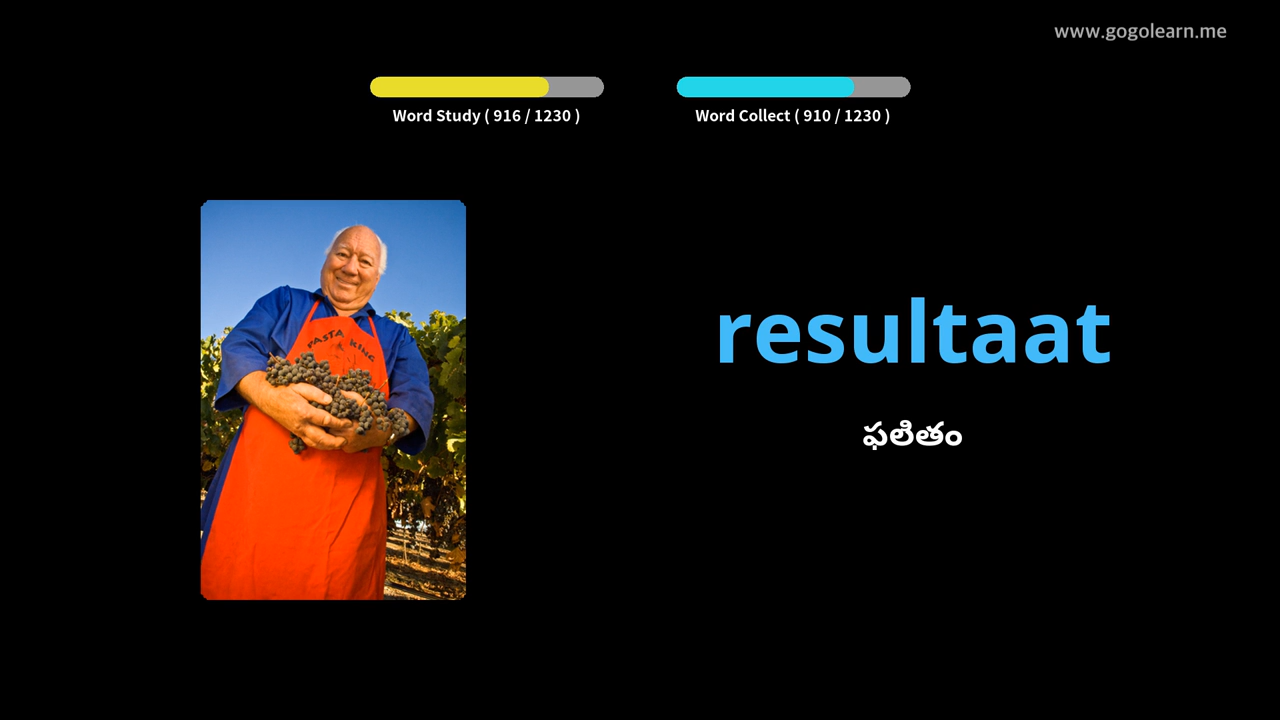 www.gogolearn.me
Word Study ( 916 / 1230 )
Word Collect ( 910 / 1230 )
PASTA KING
resultaat
ఫలితం